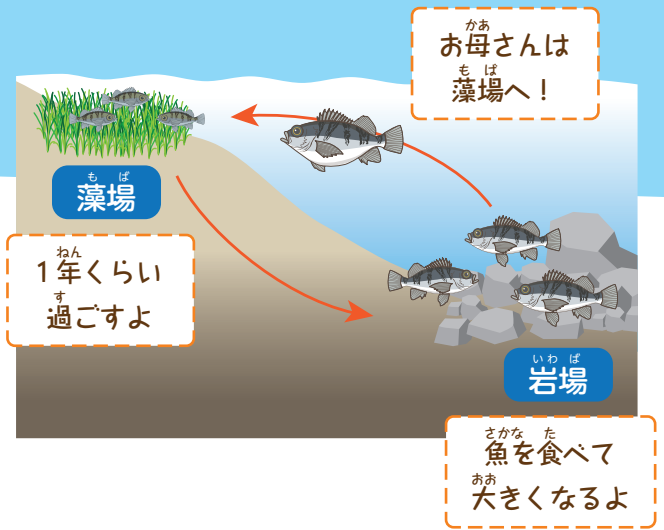 お母さんは
藻場へ！
藻場
1年くらい
過ごすよ
岩場
魚を食べて
大きくなるよ